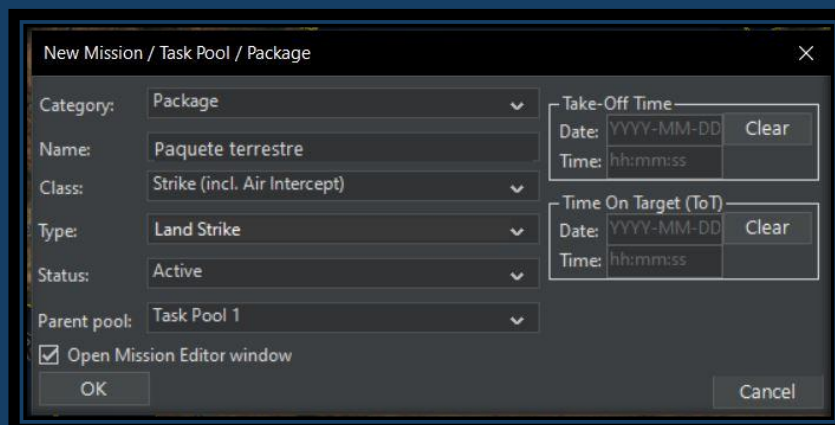 New Mission / Task Pool / Package
Category: Package
Name: Paquete terrestre
Class: Strike (incl. Air Intercept)
Type: Land Strike
Status: Active
Parent pool: Task Pool 1
Open Mission Editor window
OK
Take-Off Time
Date: YYYY-MM-DD Clear
Time: hh:mm:ss
Time On Target (ToT)
Date: YYYY-MM-DD Clear
Time: hh:mm:ss
Cancel